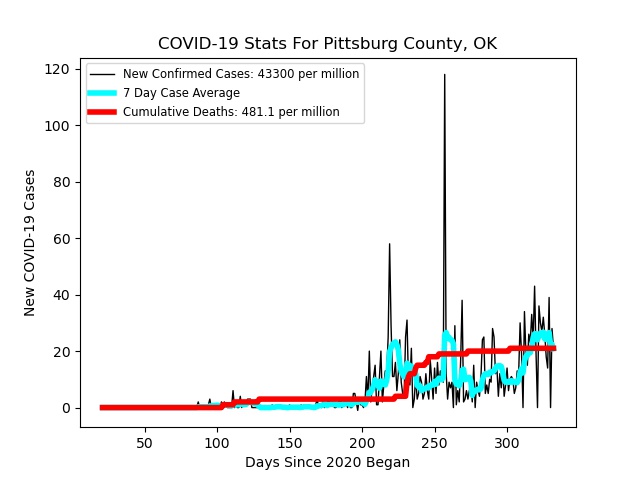 COVID-19 Stats For Pittsburg County, OK
New Confirmed Cases: 43300 per million
7 Day Case Average
Cumulative Deaths: 481.1 per million
New COVID-19 Cases
120
100
80
60
40
20
0
50 100 150 200 250 300
Days Since 2020 Began